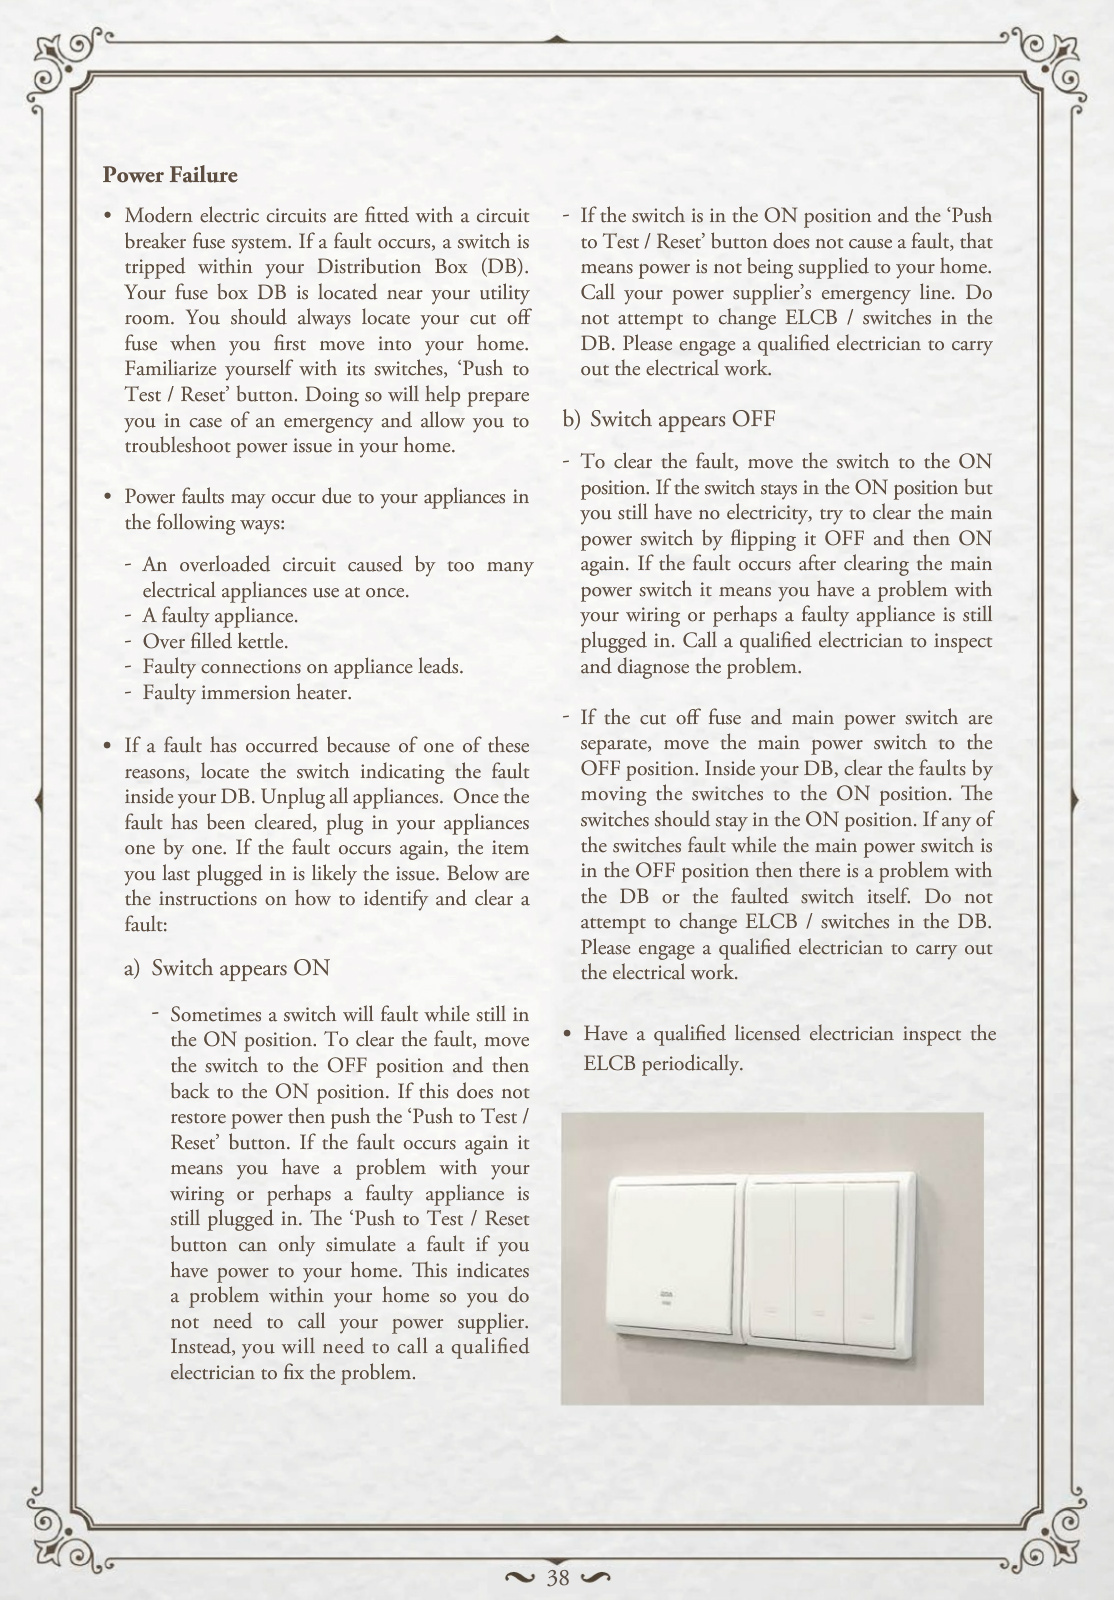 Power Failure
• Modern electric circuits are fitted with a circuit
breaker fuse system. If a fault occurs, a switch is
tripped within your Distribution Box (DB).
Your fuse box DB is located near your utility
room. You should always locate your cut off
fuse when you first move into your home.
Familiarize yourself with its switches, ‘Push to
Test / Reset’ button. Doing so will help prepare
you in case of an emergency and allow you to
troubleshoot power issue in your home.
• Power faults may occur due to your appliances in
the following ways:
- An overloaded circuit caused by too many
electrical appliances use at once.
- A faulty appliance.
- Over filled kettle.
- Faulty connections on appliance leads.
- Faulty immersion heater.
• If a fault has occurred because of one of these
reasons, locate the switch indicating the fault
inside your DB. Unplug all appliances. Once the
fault has been cleared, plug in your appliances
one by one. If the fault occurs again, the item
you last plugged in is likely the issue. Below are
the instructions on how to identify and clear a
fault:
a) Switch appears ON
- Sometimes a switch will fault while still in
the ON position. To clear the fault, move
the switch to the OFF position and then
back to the ON position. If this does not
restore power then push the ‘Push to Test /
Reset’ button. If the fault occurs again it
means you have a problem with your
wiring or perhaps a faulty appliance is
still plugged in. The ‘Push to Test / Reset
button can only simulate a fault if you
have power to your home. This indicates
a problem within your home so you do
not need to call your power supplier.
Instead, you will need to call a qualified
electrician to fix the problem.
- If the switch is in the ON position and the ‘Push
to Test / Reset’ button does not cause a fault, that
means power is not being supplied to your home.
Call your power supplier’s emergency line. Do
not attempt to change ELCB / switches in the
DB. Please engage a qualified electrician to carry
out the electrical work.
b) Switch appears OFF
- To clear the fault, move the switch to the ON
position. If the switch stays in the ON position but
you still have no electricity, try to clear the main
power switch by flipping it OFF and then ON
again. If the fault occurs after clearing the main
power switch it means you have a problem with
your wiring or perhaps a faulty appliance is still
plugged in. Call a qualified electrician to inspect
and diagnose the problem.
- If the cut off fuse and main power switch are
separate, move the main power switch to the
OFF position. Inside your DB, clear the faults by
moving the switches to the ON position. The
switches should stay in the ON position. If any of
the switches fault while the main power switch is
in the OFF position then there is a problem with
the DB or the faulted switch itself. Do not
attempt to change ELCB / switches in the DB.
Please engage a qualified electrician to carry out
the electrical work.
• Have a qualified licensed electrician inspect the
ELCB periodically.
38